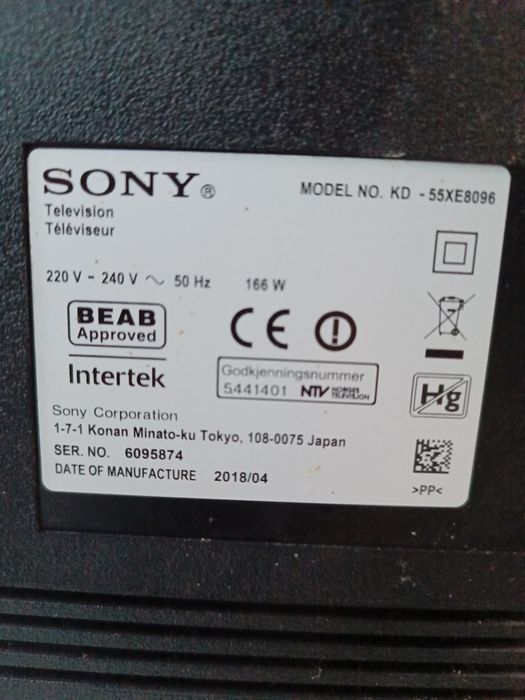 SONY®
MODEL NO. KD - 55XE8096
Television
Téléviseur
220 V - 240 V ~ 50 Hz 166 W
BEAB
Approved
CE
Intertek
Godkjenningsnummer
5441401 NTV NORGES TELEVISJON
Hg
Sony Corporation
1-7-1 Konan Minato-ku Tokyo, 108-0075 Japan
SER. NO. 6095874
DATE OF MANUFACTURE 2018/04
>PP<